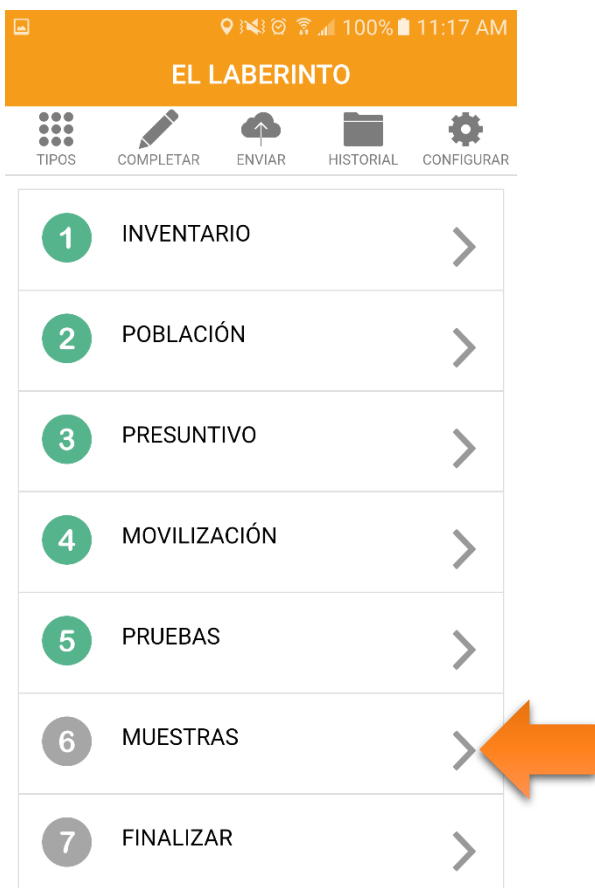 100% 11:17 AM
EL LABERINTO
TIPOS COMPLETAR ENVIAR HISTORIAL CONFIGURAR
1 INVENTARIO
2 POBLACIÓN
3 PRESUNTIVO
4 MOVILIZACIÓN
5 PRUEBAS
6 MUESTRAS
7 FINALIZAR